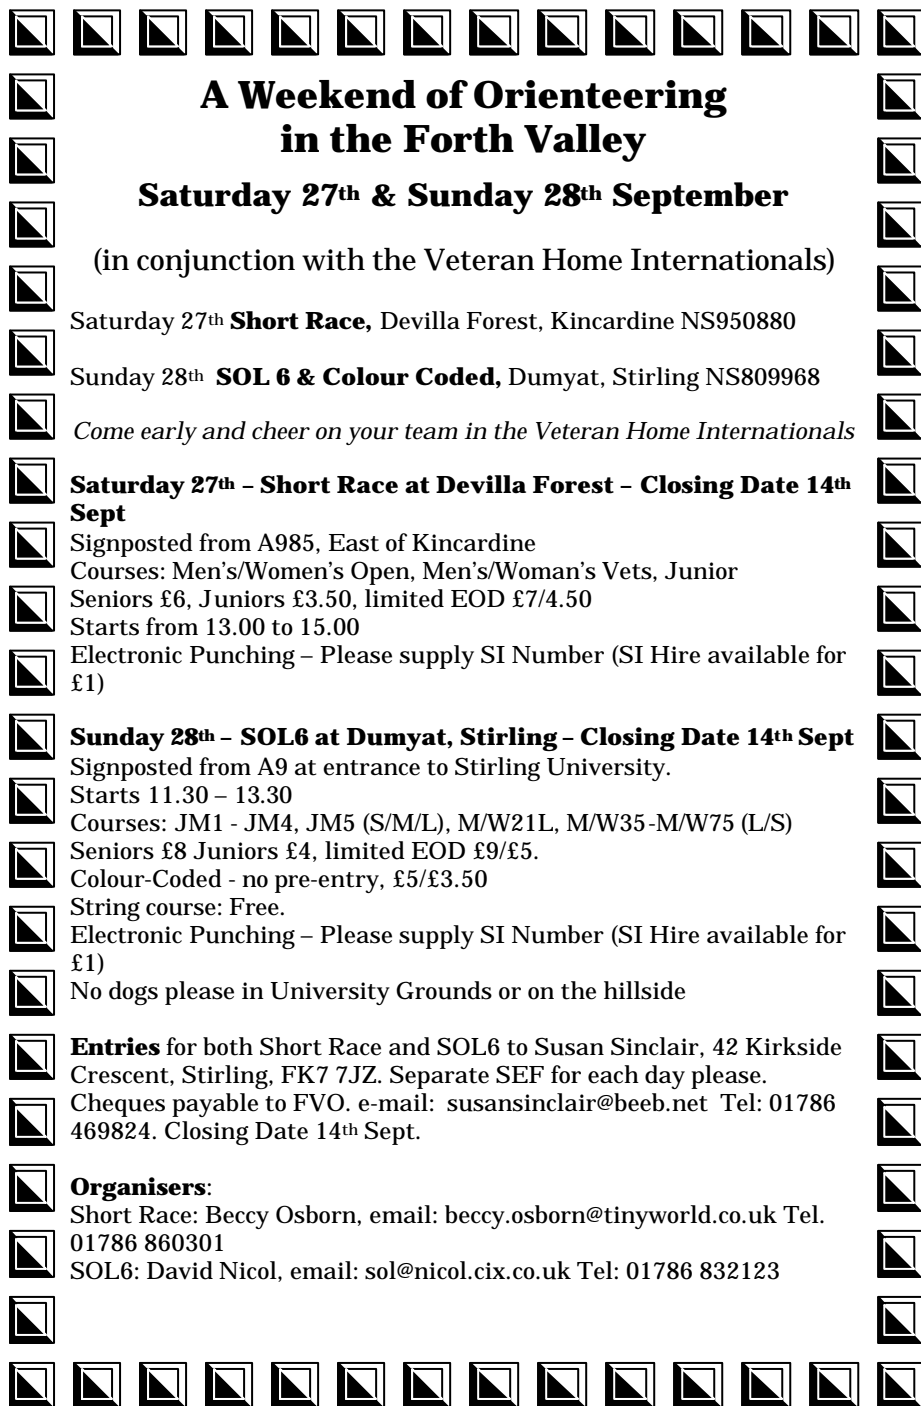 A Weekend of Orienteering
in the Forth Valley
Saturday 27th & Sunday 28th September
(in conjunction with the Veteran Home Internationals)
Saturday 27th Short Race, Devilla Forest, Kincardine NS950880
Sunday 28th SOL 6 & Colour Coded, Dumyat, Stirling NS809968
Come early and cheer on your team in the Veteran Home Internationals
Saturday 27th – Short Race at Devilla Forest – Closing Date 14th
Sept
Signposted from A985, East of Kincardine
Courses: Men's/Women's Open, Men's/Woman's Vets, Junior
Seniors £6, Juniors £3.50, limited EOD £7/4.50
Starts from 13.00 to 15.00
Electronic Punching – Please supply SI Number (SI Hire available for
£1)
Sunday 28th – SOL6 at Dumyat, Stirling – Closing Date 14th Sept
Signposted from A9 at entrance to Stirling University.
Starts 11.30 – 13.30
Courses: JM1 - JM4, JM5 (S/M/L), M/W21L, M/W35-M/W75 (L/S)
Seniors £8 Juniors £4, limited EOD £9/£5.
Colour-Coded - no pre-entry, £5/£3.50
String course: Free.
Electronic Punching – Please supply SI Number (SI Hire available for
£1)
No dogs please in University Grounds or on the hillside
Entries for both Short Race and SOL6 to Susan Sinclair, 42 Kirkside
Crescent, Stirling, FK7 7JZ. Separate SEF for each day please.
Cheques payable to FVO. e-mail: susansinclair@beeb.net Tel: 01786
469824. Closing Date 14th Sept.
Organisers:
Short Race: Beccy Osborn, email: beccy.osborn@tinyworld.co.uk Tel.
01786 860301
SOL6: David Nicol, email: sol@nicol.cix.co.uk Tel: 01786 832123